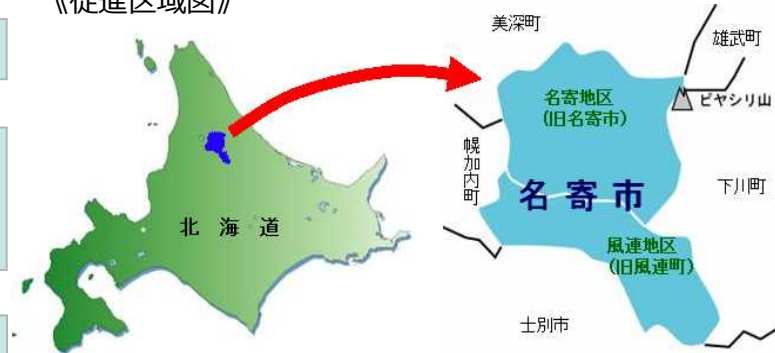 《促進区域図》
北 海 道
美深町
雄武町
名寄地区
(旧名寄市)
ピヤシリ山
幌加内町
名 寄 市
下川町
風連地区
(旧風連町)
士別市